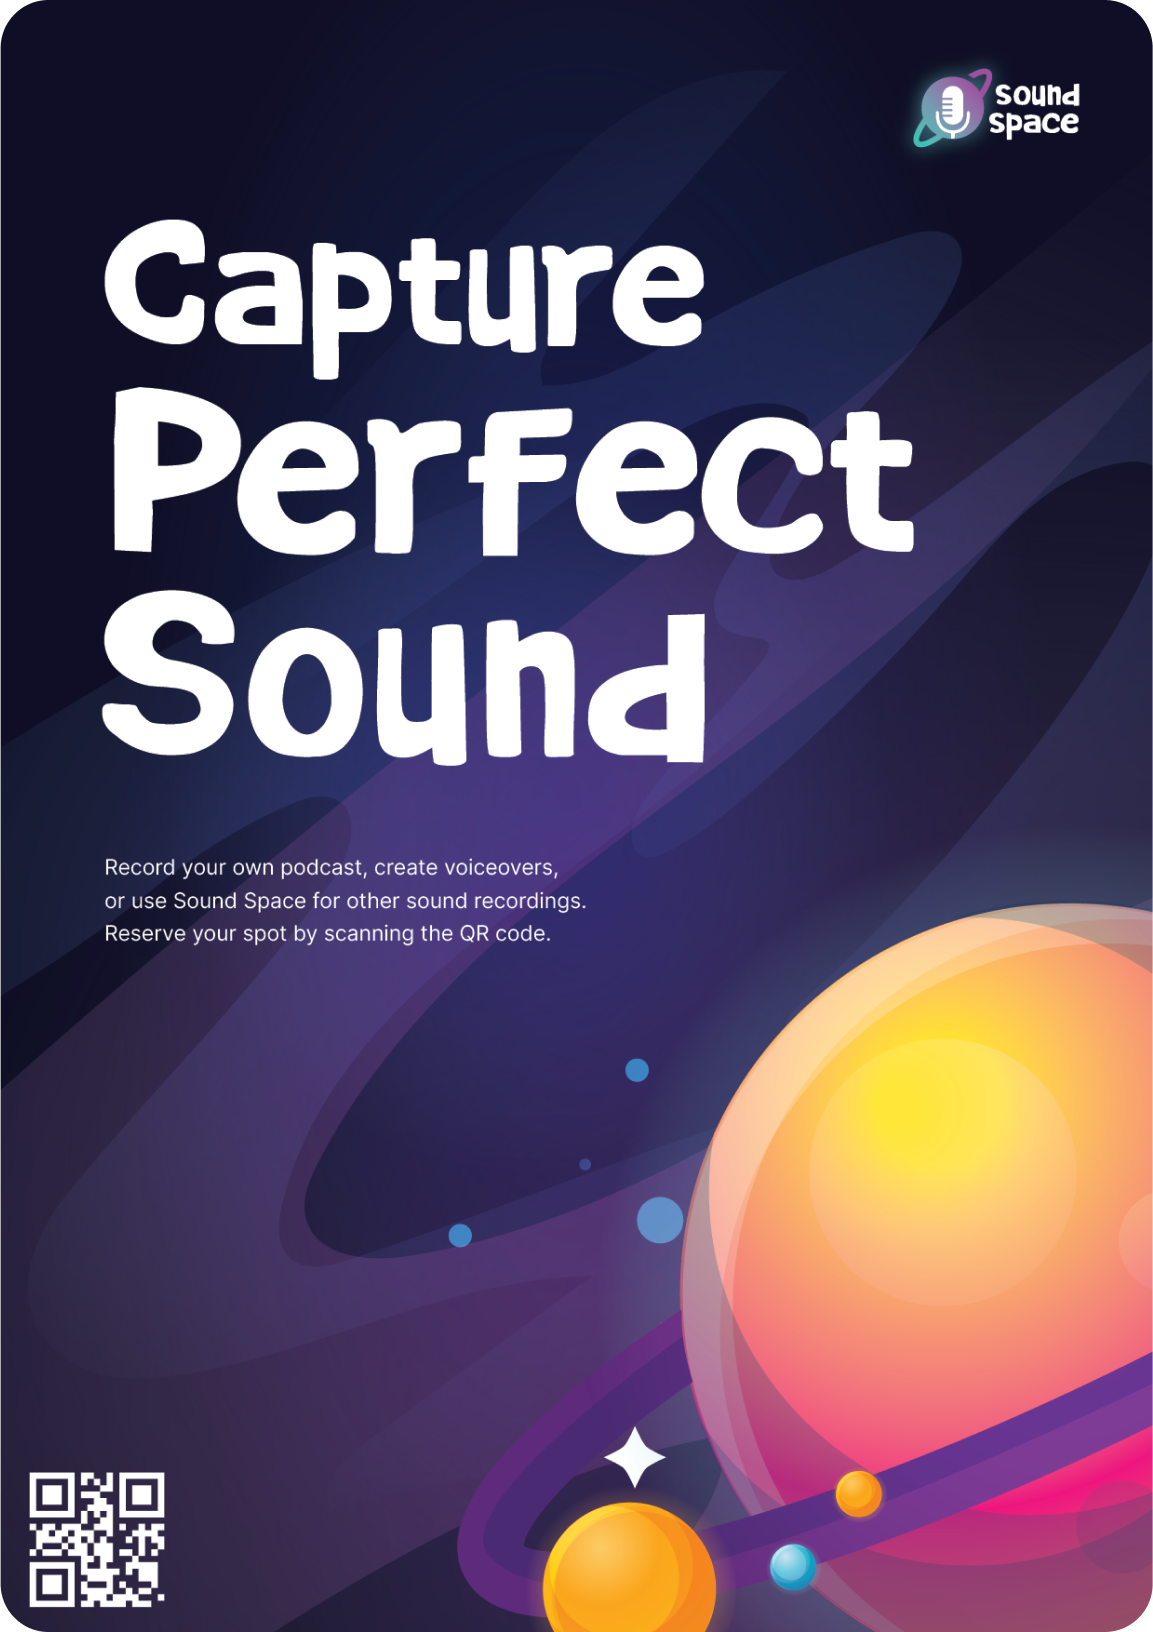 sound
space
Capture
Perfect
Sound
Record your own podcast, create voiceovers,
or use Sound Space for other sound recordings.
Reserve your spot by scanning the QR code.